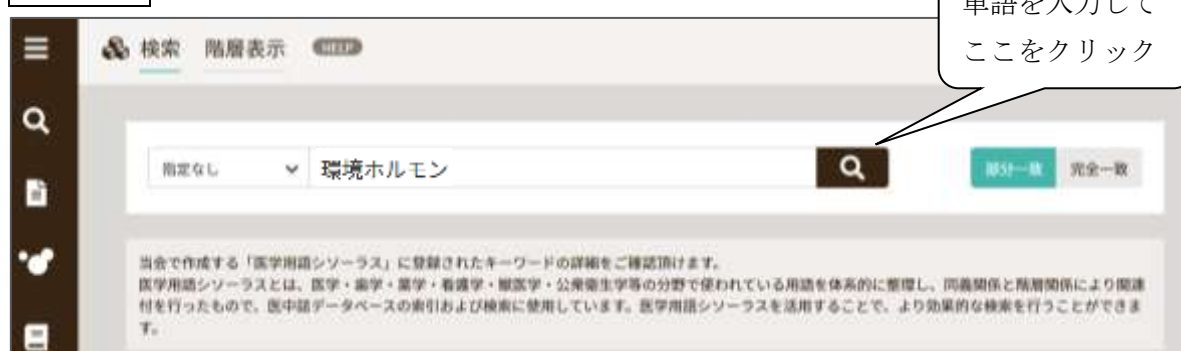 単語を入力して
ここをクリック
検索 階層表示 HELP
指定なし 環境ホルモン 部分一致 完全一致
当会で作成する「医学用語シソーラス」に登録されたキーワードの詳細をご確認頂けます。
医学用語シソーラスとは、医学・歯学・薬学・看護学・獣医学・公衆衛生学等の分野で使われている用語を体系的に整理し、同義関係と階層関係により関連
付を行ったもので、医中誌データベースの索引および検索に使用しています。医学用語シソーラスを活用することで、より効果的な検索を行うことができま
す。